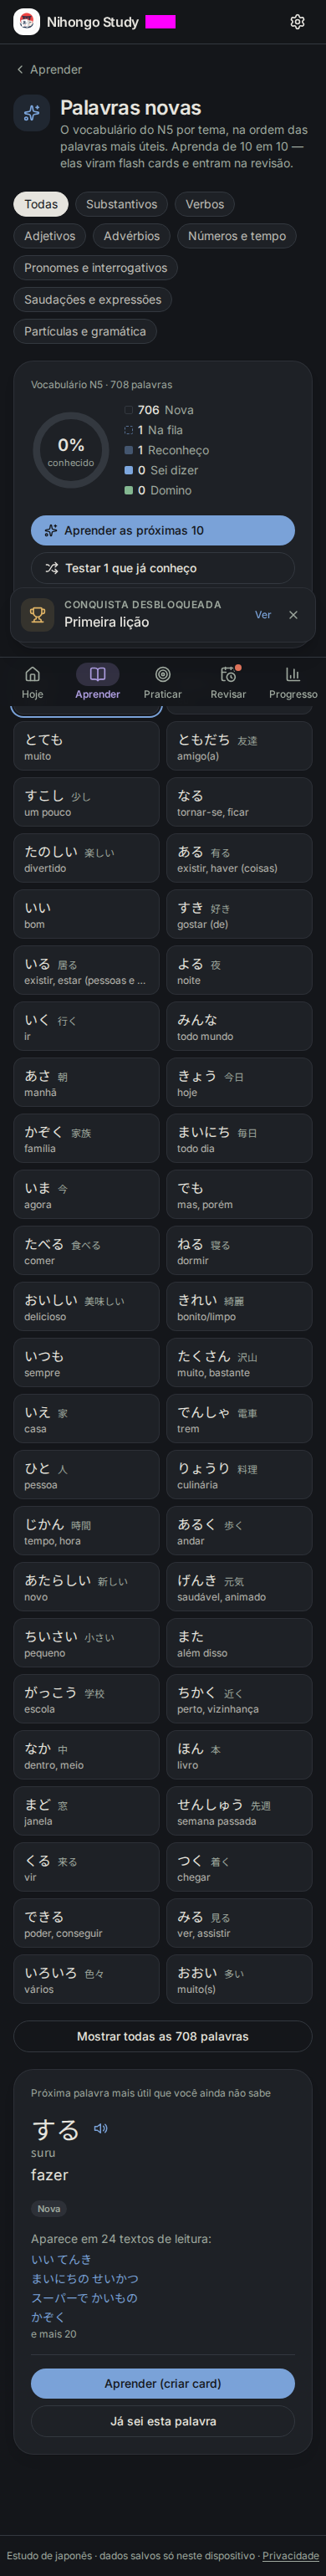 Nihongo Study
Aprender
Palavras novas
O vocabulário do N5 por tema, na ordem das
palavras mais úteis. Aprenda de 10 em 10 —
elas viram flash cards e entram na revisão.
Todas
Substantivos
Verbos
Adjetivos
Advérbios
Números e tempo
Pronomes e interrogativos
Saudações e expressões
Partículas e gramática
Vocabulário N5 · 708 palavras
0%
conhecido
706 Nova
1 Na fila
1 Reconheço
0 Sei dizer
0 Domino
Aprender as próximas 10
Testar 1 que já conheço
CONQUISTA DESBLOQUEADA
Primeira lição
Ver
Hoje
Aprender
Praticar
Revisar
Progresso
とても
muito
ともだち 友達
amigo(a)
すこし 少し
um pouco
なる
tornar-se, ficar
たのしい 楽しい
divertido
ある 有る
existir, haver (coisas)
いい
bom
すき 好き
gostar (de)
いる 居る
existir, estar (pessoas e ...
よる 夜
noite
いく 行く
ir
みんな
todo mundo
あさ 朝
manhã
きょう 今日
hoje
かぞく 家族
família
まいにち 毎日
todo dia
いま 今
agora
でも
mas, porém
たべる 食べる
comer
ねる 寝る
dormir
おいしい 美味しい
delicioso
きれい 綺麗
bonito/limpo
いつも
sempre
たくさん 沢山
muito, bastante
いえ 家
casa
でんしゃ 電車
trem
ひと 人
pessoa
りょうり 料理
culinária
じかん 時間
tempo, hora
あるく 歩く
andar
あたらしい 新しい
novo
げんき 元気
saudável, animado
ちいさい 小さい
pequeno
また
além disso
がっこう 学校
escola
ちかく 近く
perto, vizinhança
なか 中
dentro, meio
ほん 本
livro
まど 窓
janela
せんしゅう 先週
semana passada
くる 来る
vir
つく 着く
chegar
できる
poder, conseguir
みる 見る
ver, assistir
いろいろ 色々
vários
おおい 多い
muito(s)
Mostrar todas as 708 palavras
Próxima palavra mais útil que você ainda não sabe
する
suru
fazer
Nova
Aparece em 24 textos de leitura:
いい てんき
まいにちの せいかつ
スーパーで かいもの
かぞく
e mais 20
Aprender (criar card)
Já sei esta palavra
Estudo de japonês · dados salvos só neste dispositivo · Privacidade